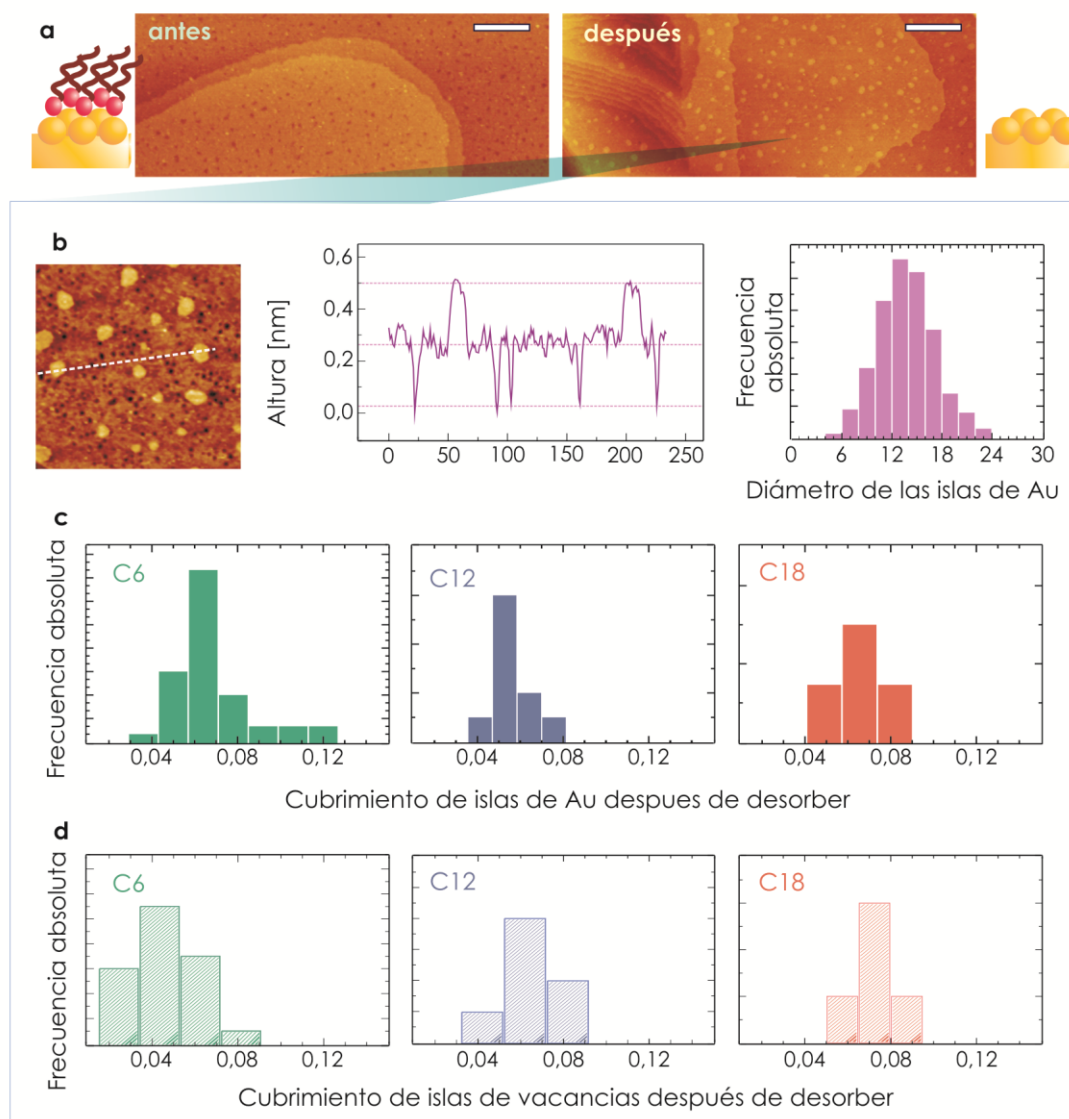 a
antes
después
b
0,6
0,4
0,2
0,0
Altura [nm]
0 50 100 150 200 250
Frecuencia
absoluta
0 6 12 18 24 30
Diámetro de las islas de Au
c
Frecuencia absoluta
C6
0,04 0,08 0,12
C12
0,04 0,08 0,12
C18
0,04 0,08 0,12
Cubrimiento de islas de Au despues de desorber
d
Frecuencia absoluta
C6
0,04 0,08 0,12
C12
0,04 0,08 0,12
C18
0,04 0,08 0,12
Cubrimiento de islas de vacancias después de desorber